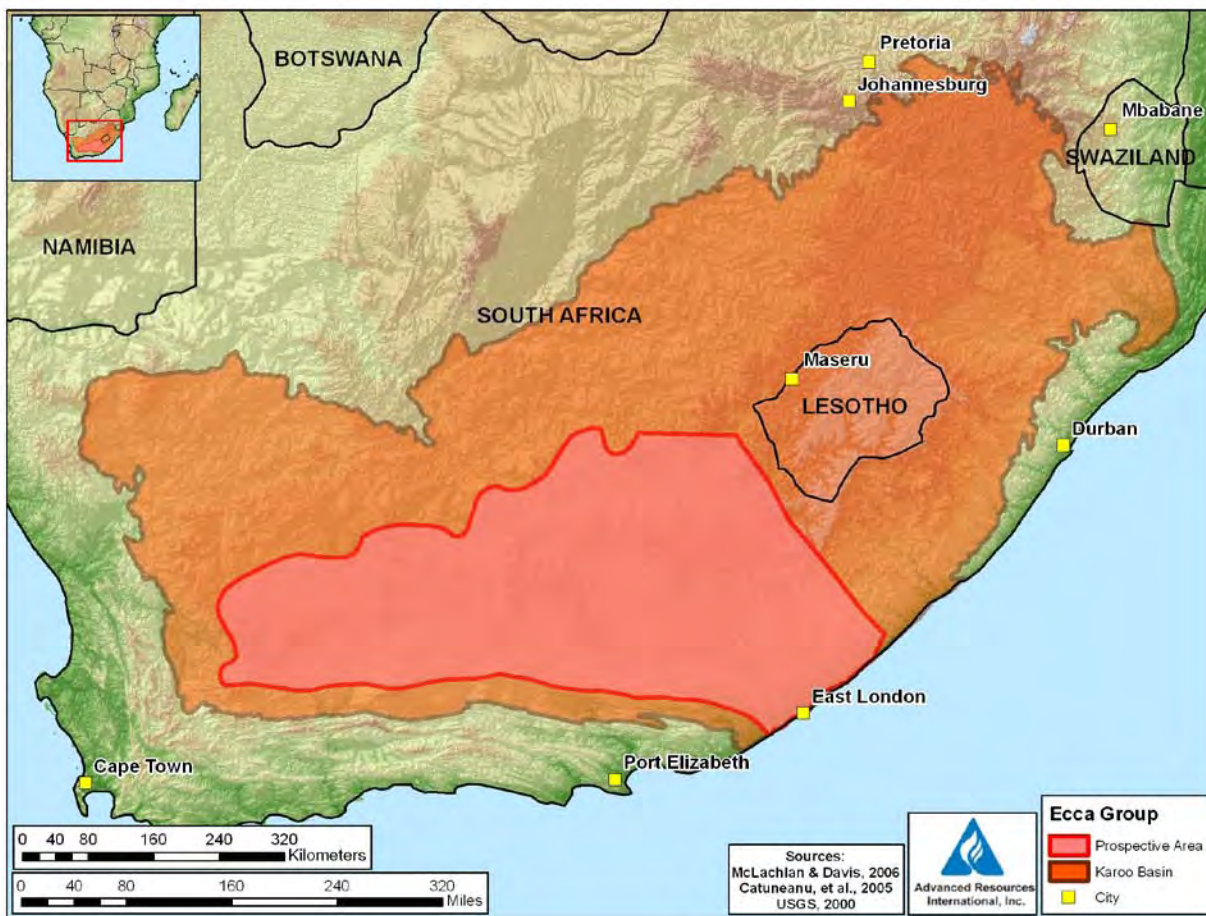 BOTSWANA
Pretoria
Johannesburg
Mbabane
SWAZILAND
NAMIBIA
SOUTH AFRICA
Maseru
LESOTHO
Durban
East London
Port Elizabeth
Cape Town
0 40 80 160 240 320
Kilometers
0 40 80 160 240 320
Miles
Sources:
McLachlan & Davis, 2006
Catuneanu, et al., 2005
USGS, 2000
Advanced Resources
International, Inc.
Ecca Group
Prospective Area
Karoo Basin
City